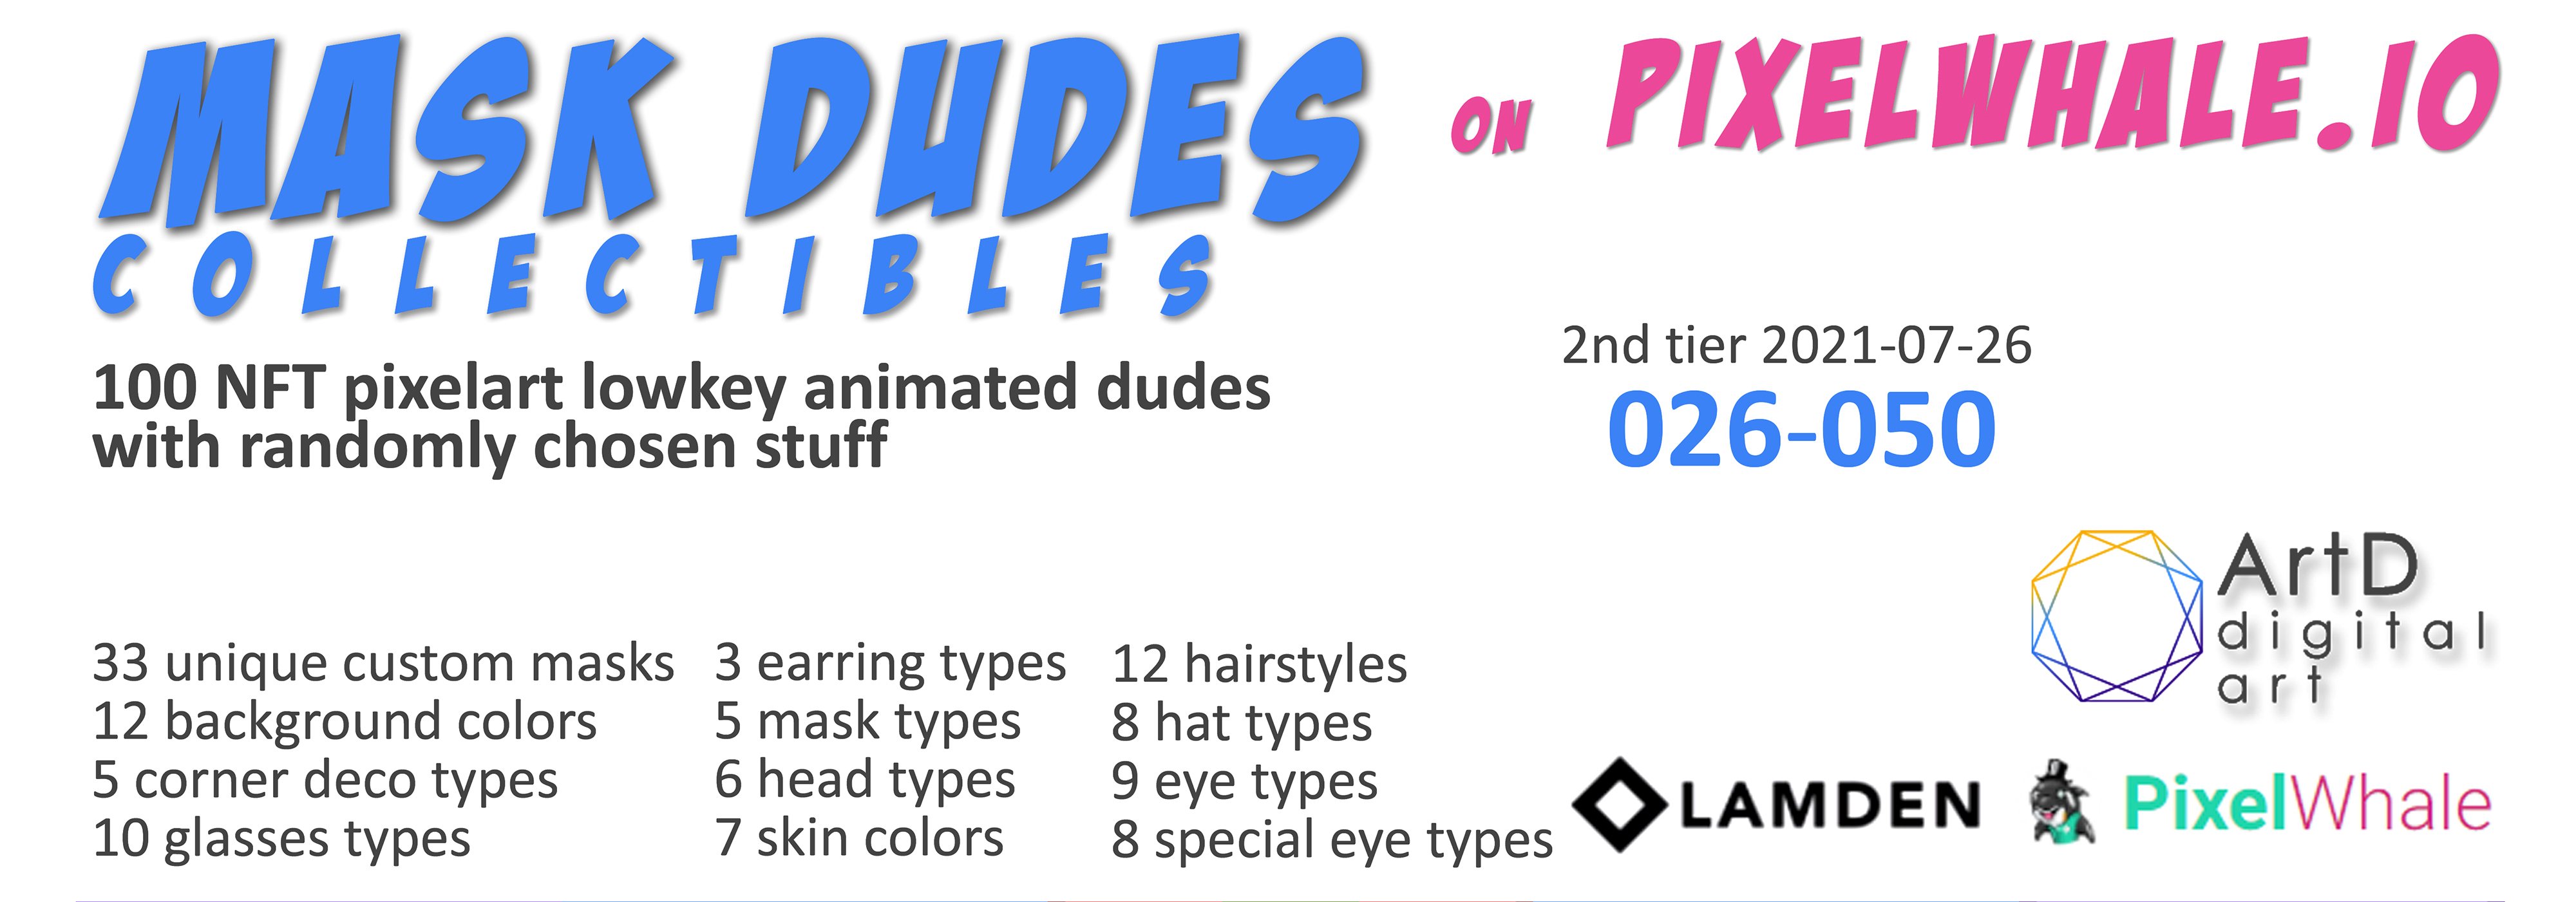 MASK DUDES
ON PIXELWHALE.IO
COLLECTIBLES
100 NFT pixelart lowkey animated dudes
with randomly chosen stuff
2nd tier 2021-07-26
026-050
33 unique custom masks
12 background colors
5 corner deco types
10 glasses types
3 earring types
5 mask types
6 head types
7 skin colors
12 hairstyles
8 hat types
9 eye types
8 special eye types
ArtD
digital
art
LAMDEN
PixelWhale